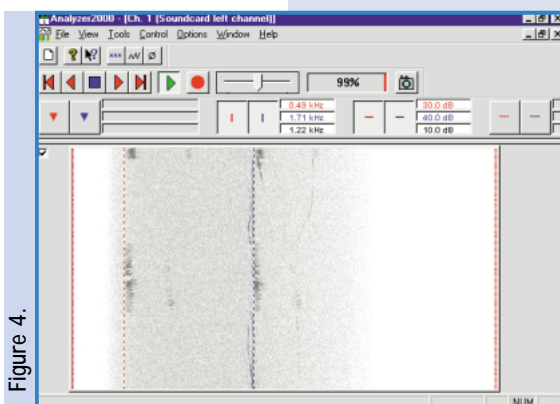 Analyzer2000 - [Ch. 1 (Soundcard left channel)]
File View Tools Control Options Window Help
99%
0.49 kHz
1.71 kHz
1.22 kHz
30.0 dB
40.0 dB
10.0 dB
NUM
Figure 4.